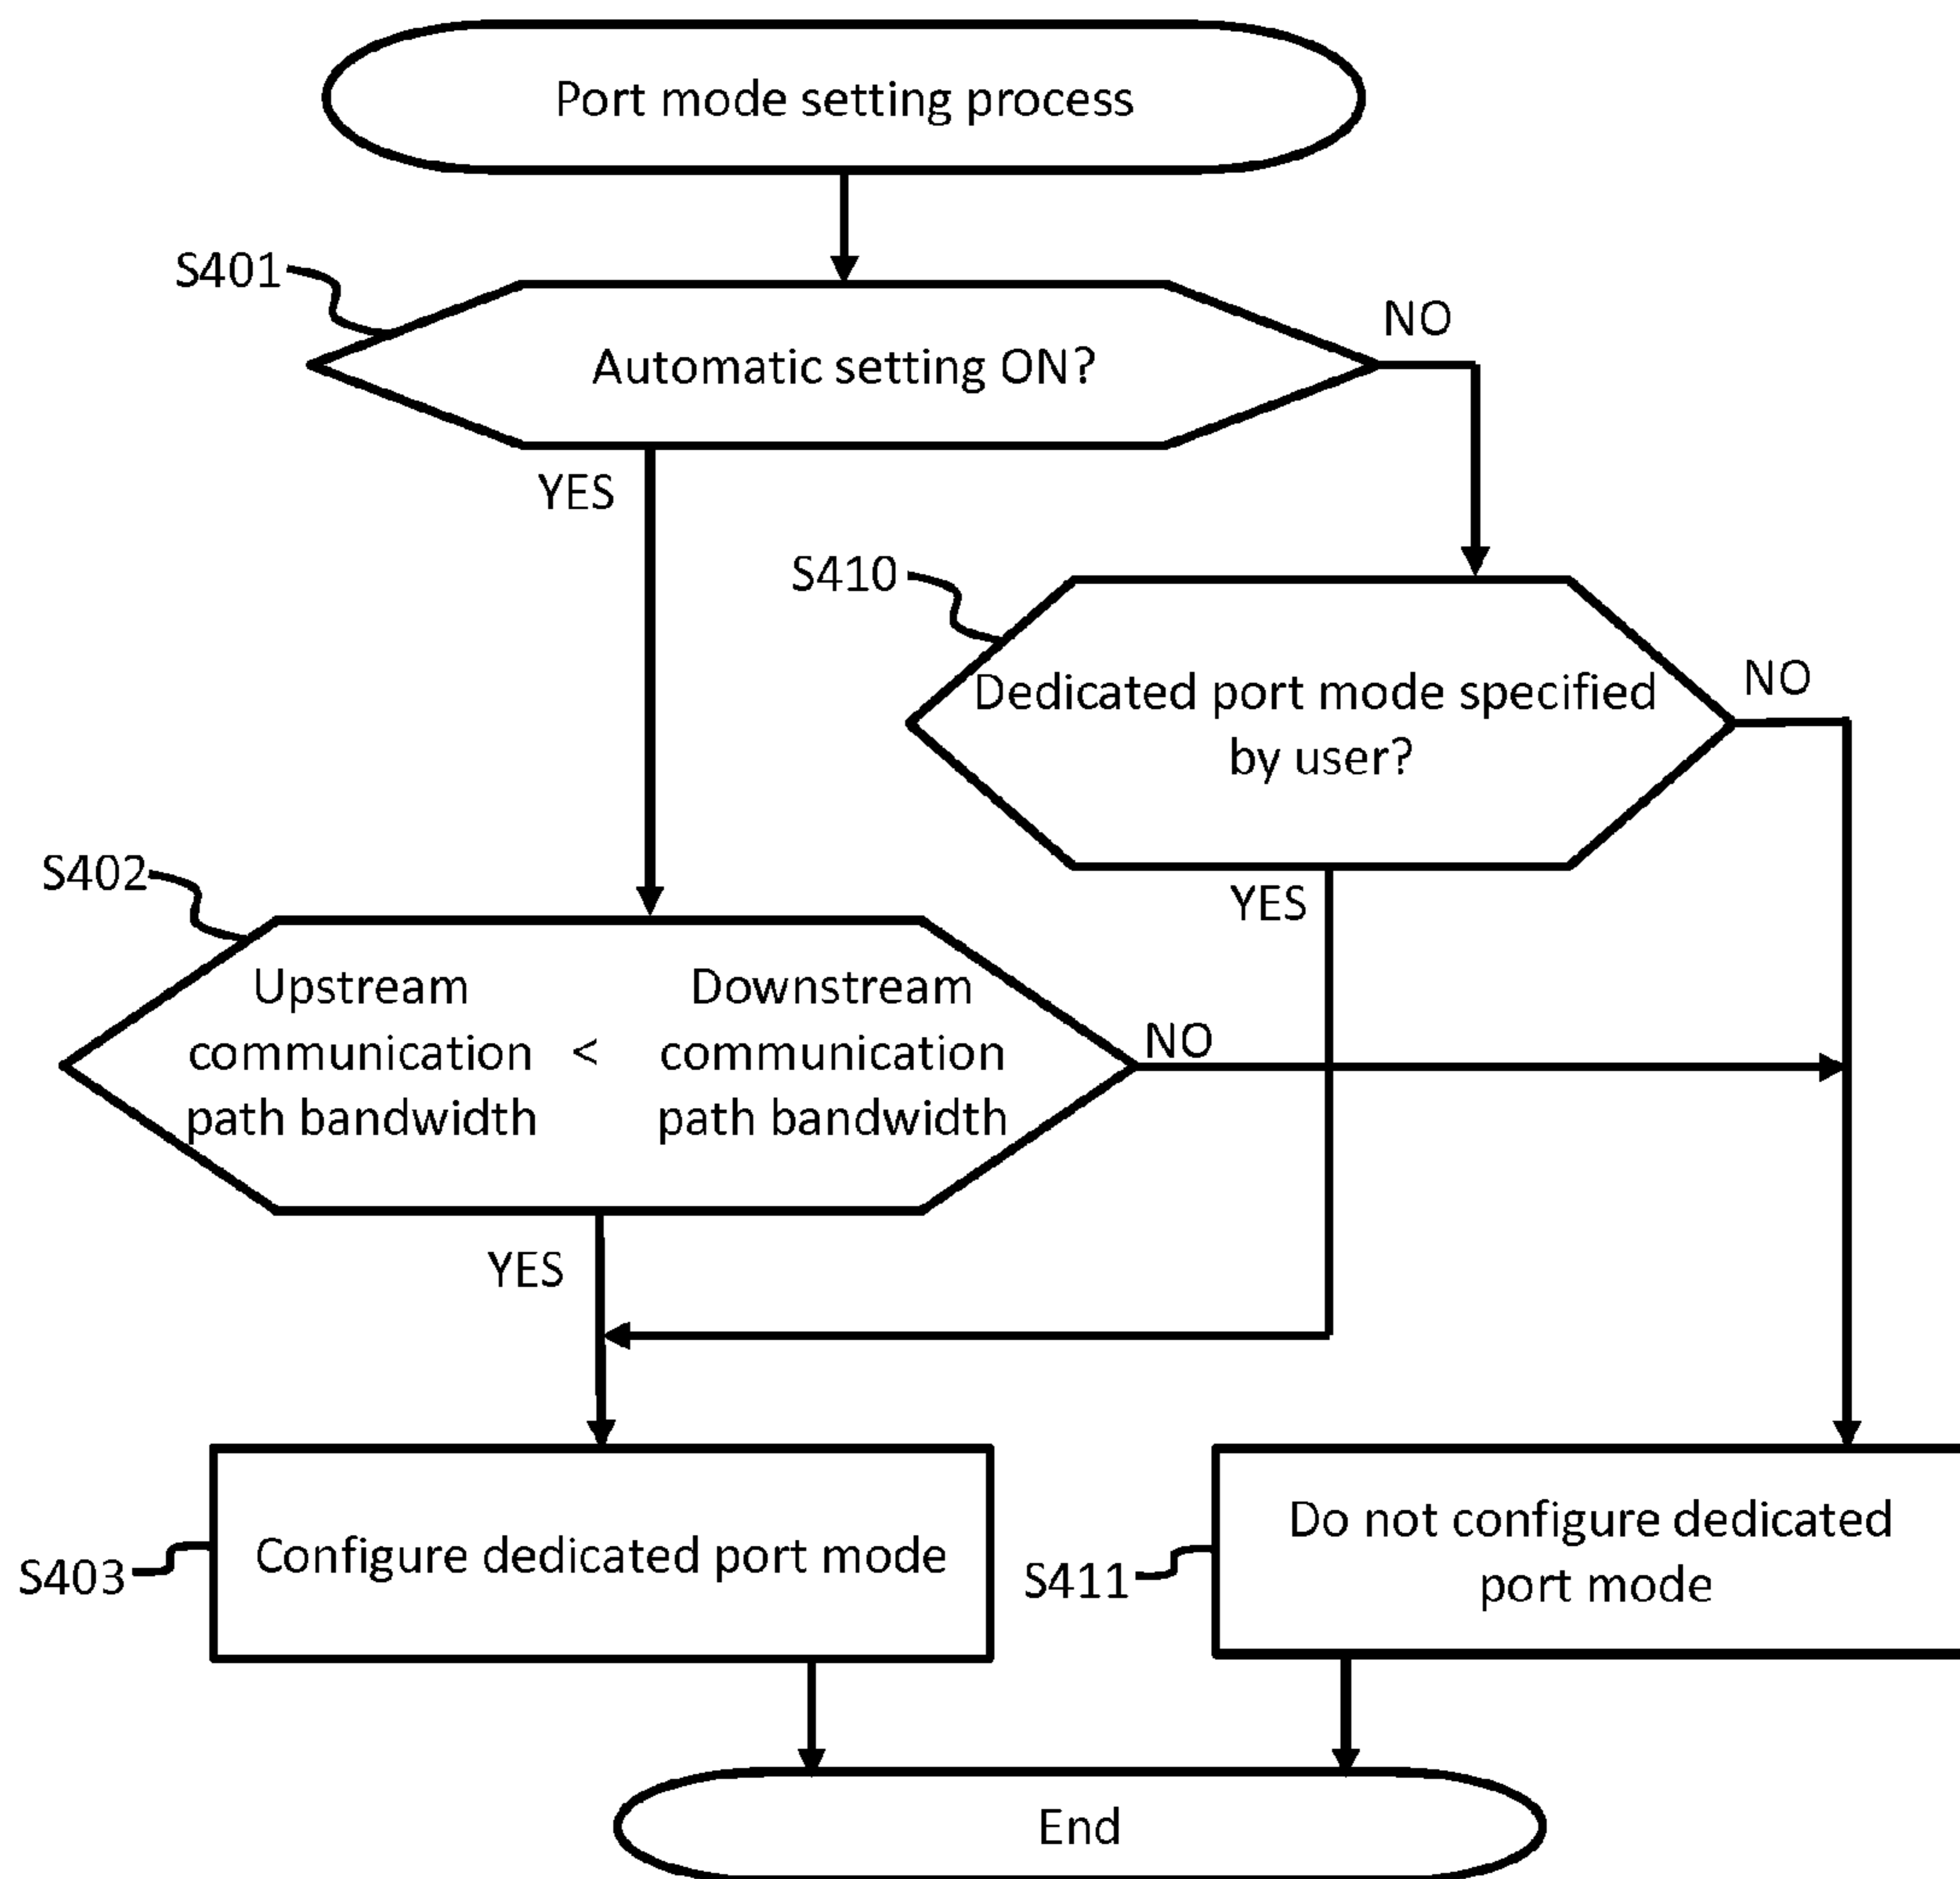 Port mode setting process
S401
NO
Automatic setting ON?
YES
S410
Dedicated port mode specified
by user?
NO
YES
S402
Upstream
communication
path bandwidth
<
Downstream
communication
path bandwidth
NO
YES
S403
Configure dedicated port mode
S411
Do not configure dedicated
port mode
End